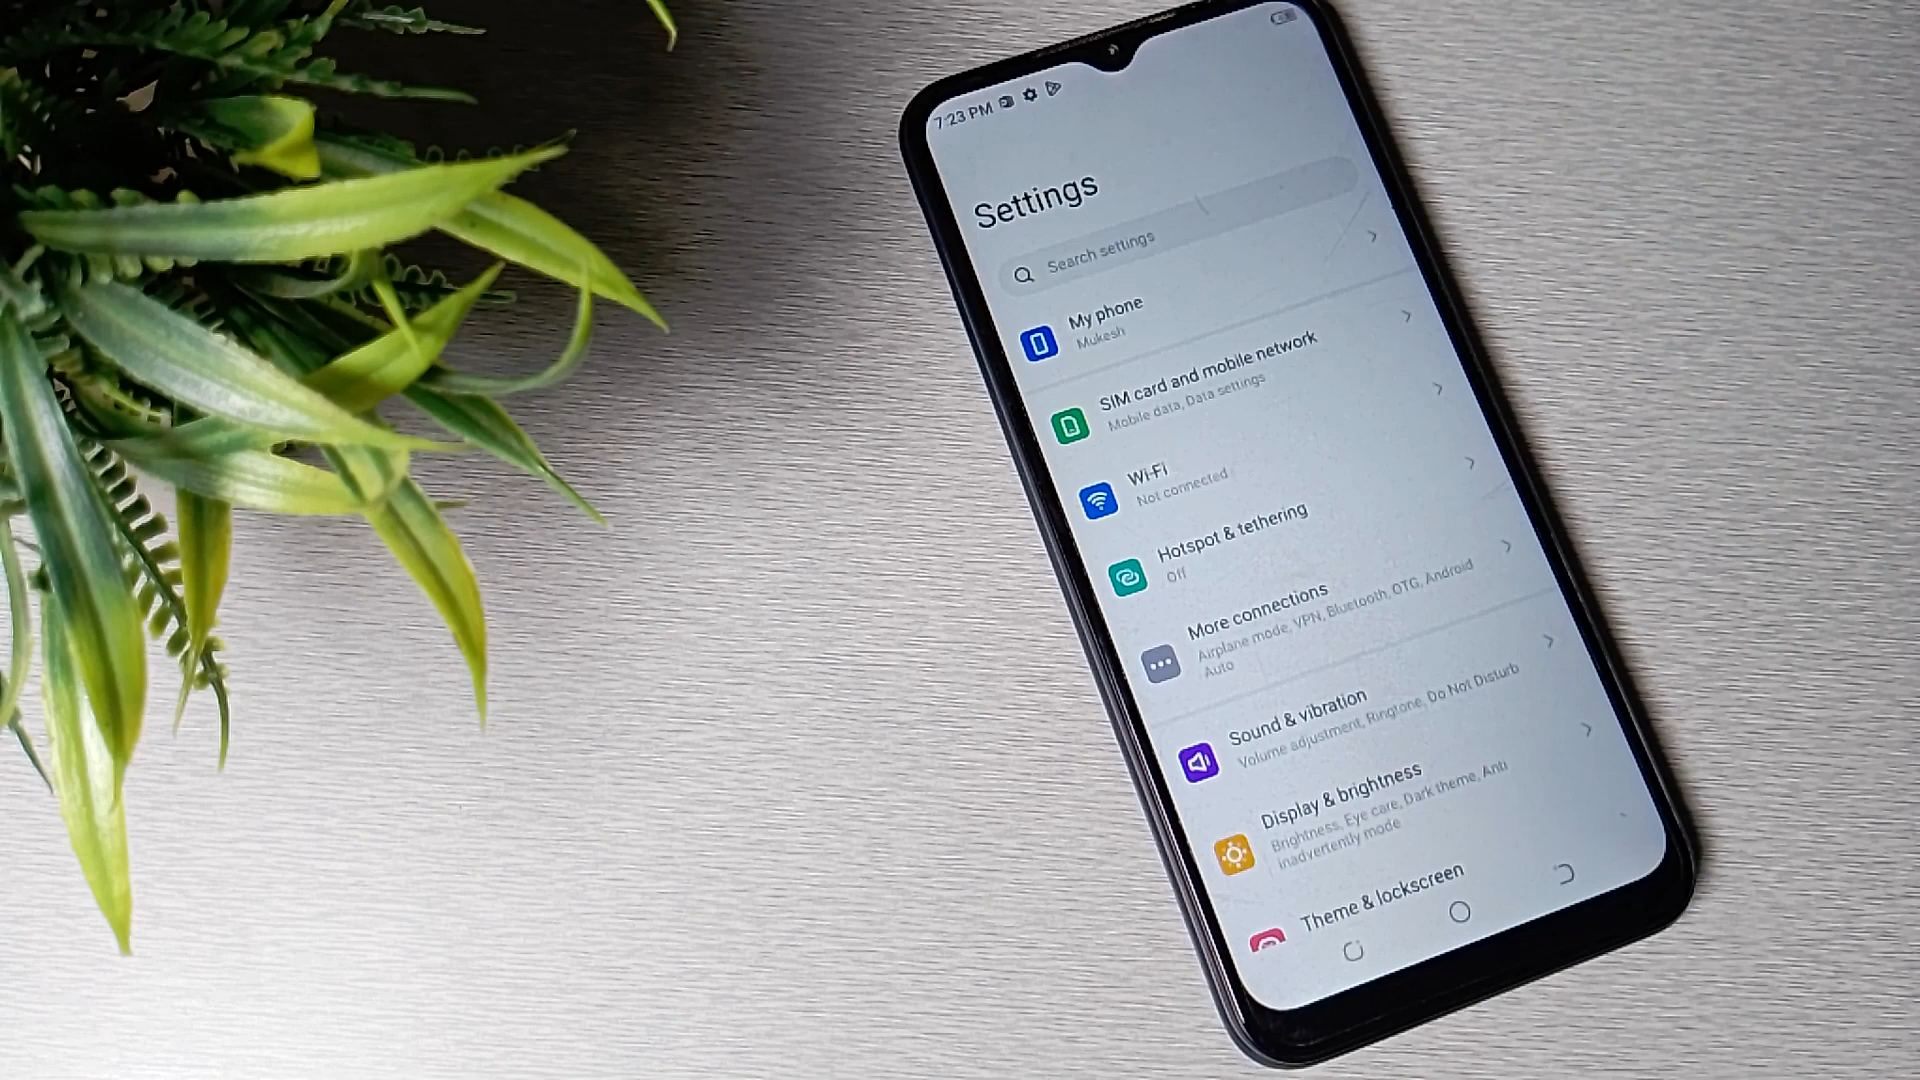 7:23 PM
Settings
Search settings
My phone
Mukesh
SIM card and mobile network
Mobile data, Data settings
Wi-Fi
Not connected
Hotspot & tethering
Off
More connections
Airplane mode, VPN, Bluetooth, OTG, Android
Auto
Sound & vibration
Volume adjustment, Ringtone, Do Not Disturb
Display & brightness
Brightness, Eye care, Dark theme, Anti
inadvertently mode
Theme & lockscreen